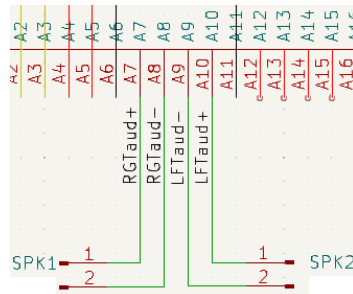 A2 A3 A4 A5 A6 A7 A8 A9 A10 A11 A12 A13 A14 A15
A2 A3 A4 A5 A6 A7 A8 A9 A10 A11 A12 A13 A14 A15 A16
RGTaud+
RGTaud-
LFTaud-
LFTaud+
SPK1 1
2
1 SPK2
2